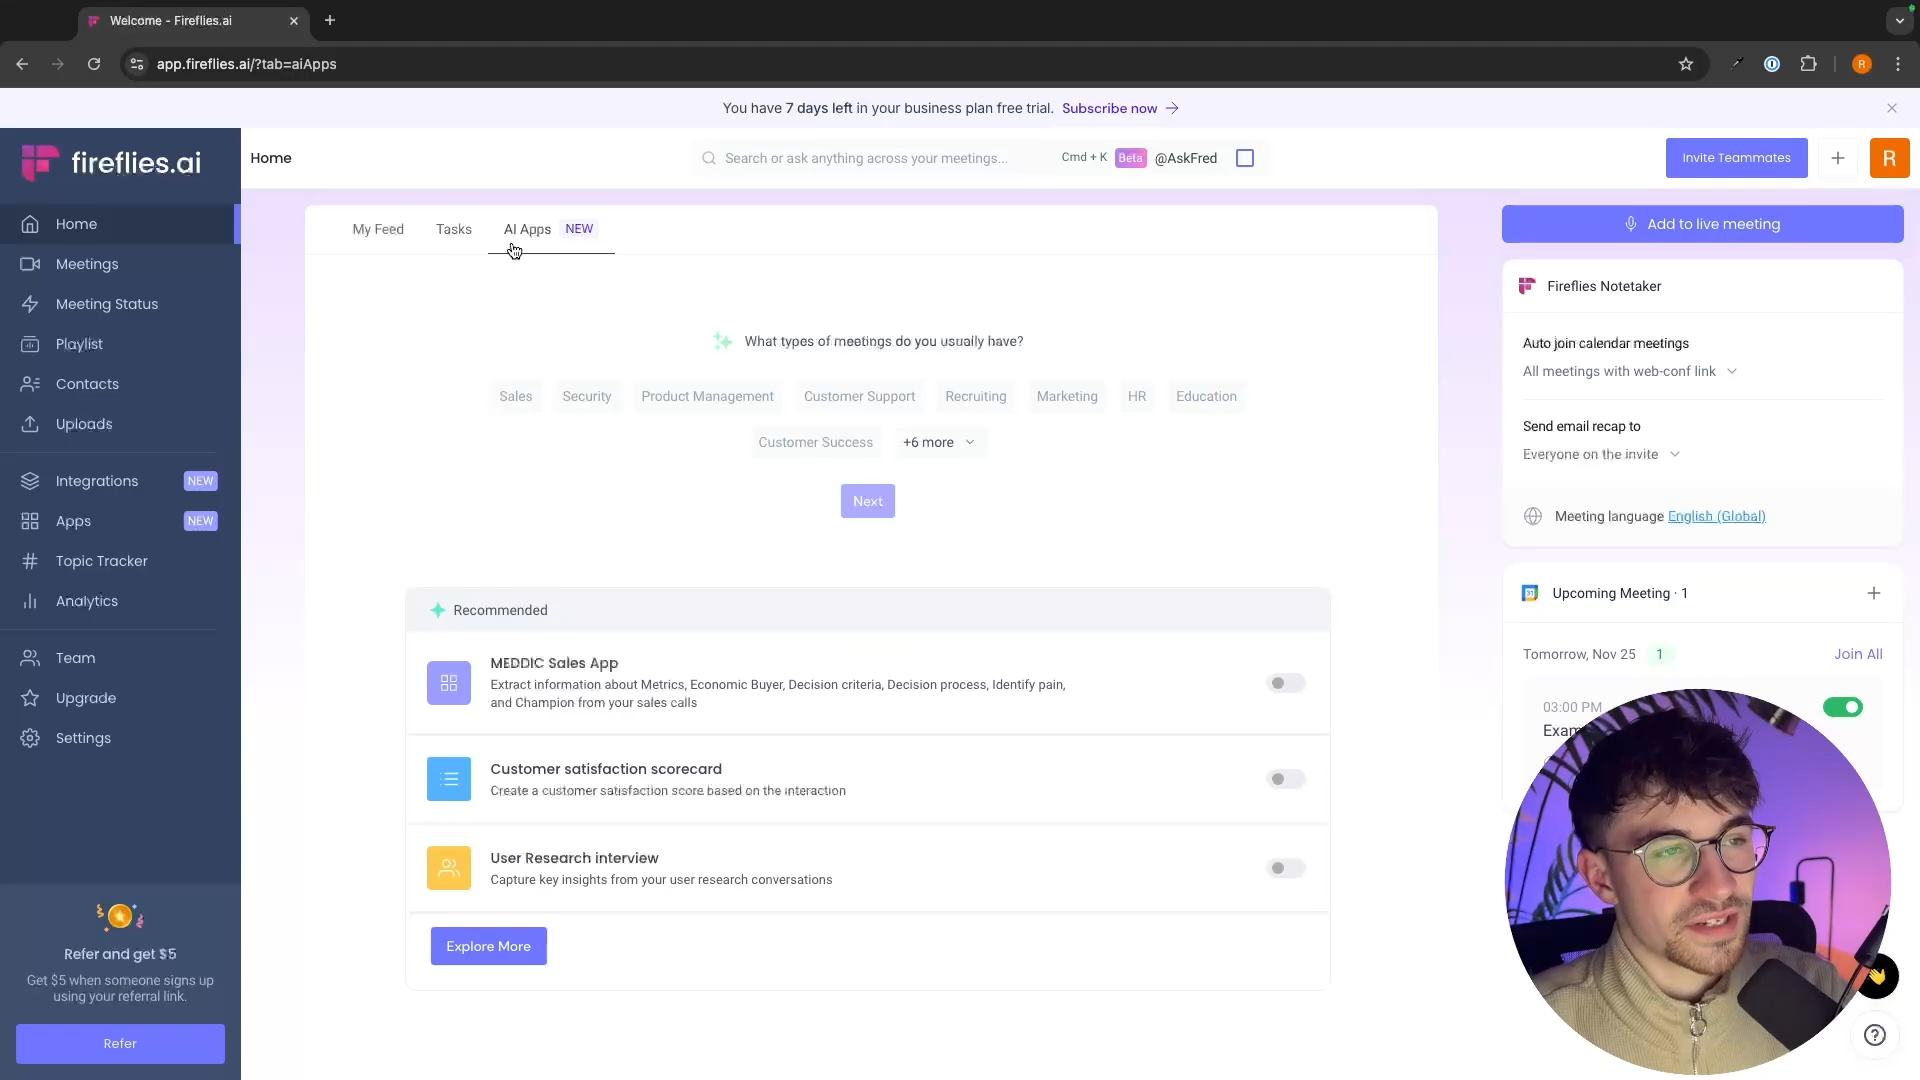 Welcome - Fireflies.ai
app.fireflies.ai/?tab=aiApps
R
You have 7 days left in your business plan free trial. Subscribe now
fireflies.ai
Home
Search or ask anything across your meetings...
Cmd + K
Beta
@AskFred
Invite Teammates
R
Home
Meetings
Meeting Status
Playlist
Contacts
Uploads
Integrations NEW
Apps NEW
Topic Tracker
Analytics
Team
Upgrade
Settings
Refer and get $5
Get $5 when someone signs up
using your referral link.
Refer
My Feed
Tasks
AI Apps NEW
What types of meetings do you usually have?
Sales
Security
Product Management
Customer Support
Recruiting
Marketing
HR
Education
Customer Success
+6 more
Next
Recommended
MEDDIC Sales App
Extract information about Metrics, Economic Buyer, Decision criteria, Decision process, Identify pain,
and Champion from your sales calls
Customer satisfaction scorecard
Create a customer satisfaction score based on the interaction
User Research interview
Capture key insights from your user research conversations
Explore More
Add to live meeting
Fireflies Notetaker
Auto join calendar meetings
All meetings with web-conf link
Send email recap to
Everyone on the invite
Meeting language English (Global)
31
Upcoming Meeting · 1
Tomorrow, Nov 25 1
Join All
03:00 PM